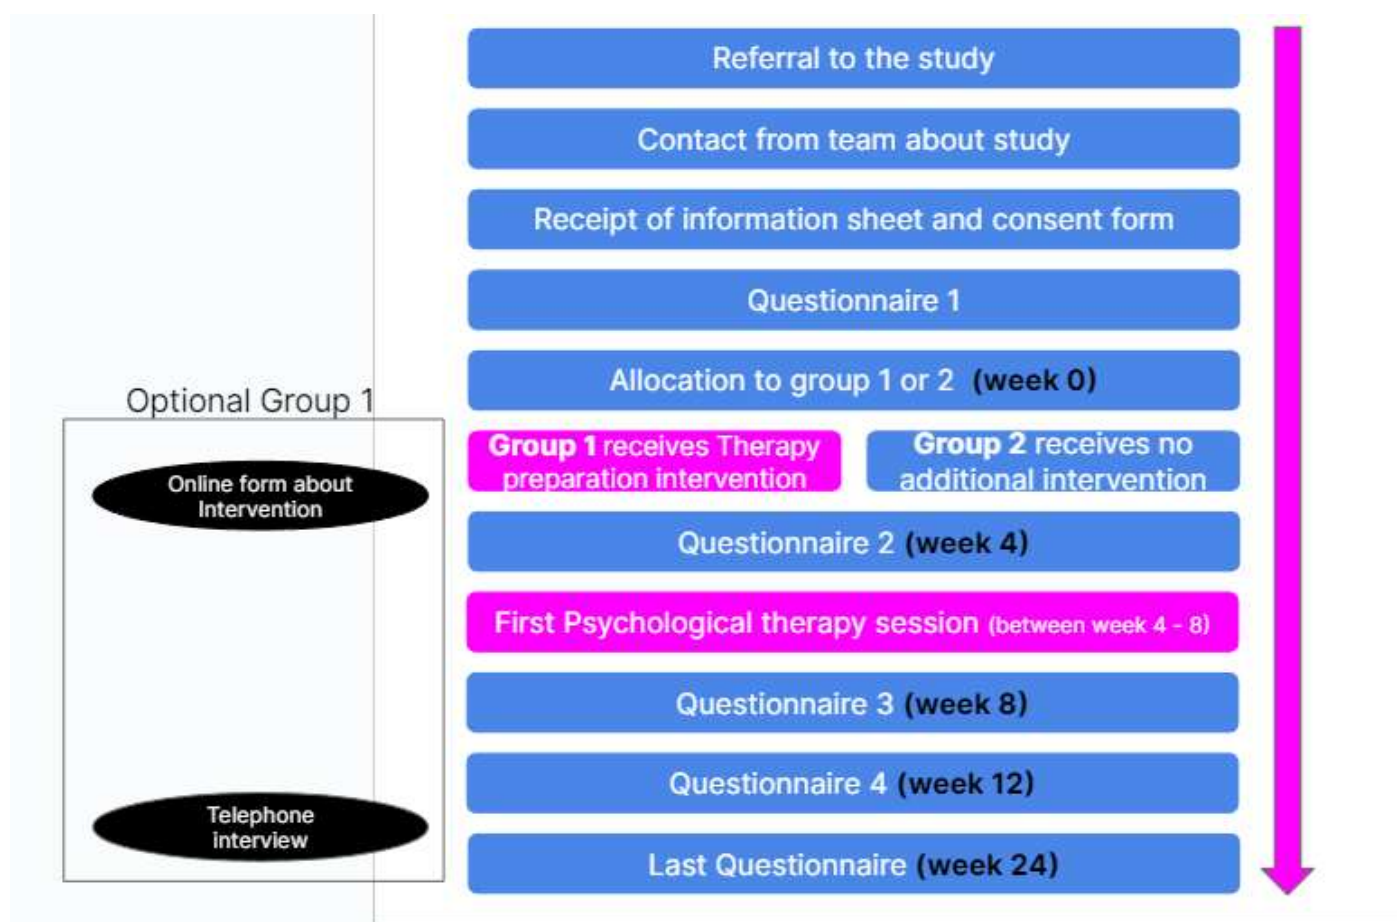 Referral to the study
Contact from team about study
Receipt of information sheet and consent form
Questionnaire 1
Allocation to group 1 or 2 (week 0)
Optional Group 1
Group 1 receives Therapy
preparation intervention
Group 2 receives no
additional intervention
Online form about
Intervention
Questionnaire 2 (week 4)
First Psychological therapy session (between week 4 - 8)
Questionnaire 3 (week 8)
Questionnaire 4 (week 12)
Telephone
interview
Last Questionnaire (week 24)